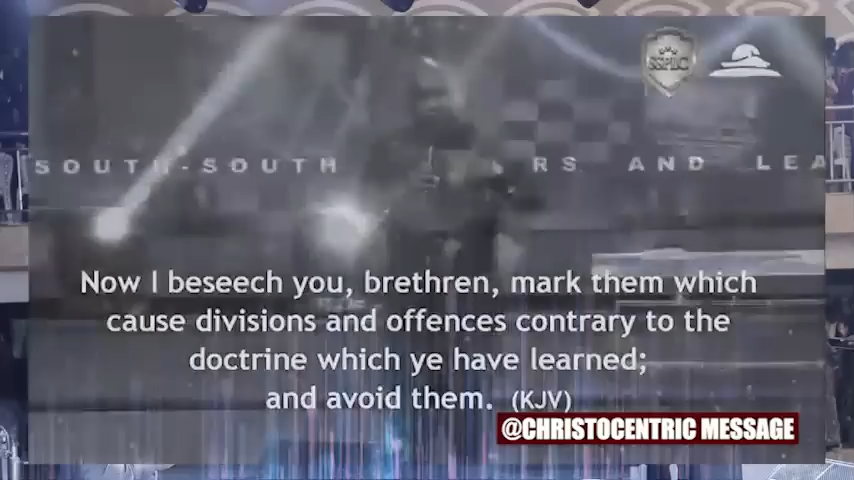 SSPLC
SOUTH-SOUTH RS AND LEA
Now I beseech you, brethren, mark them which
cause divisions and offences contrary to the
doctrine which ye have learned;
and avoid them. (KJV)
@CHRISTOCENTRIC MESSAGE